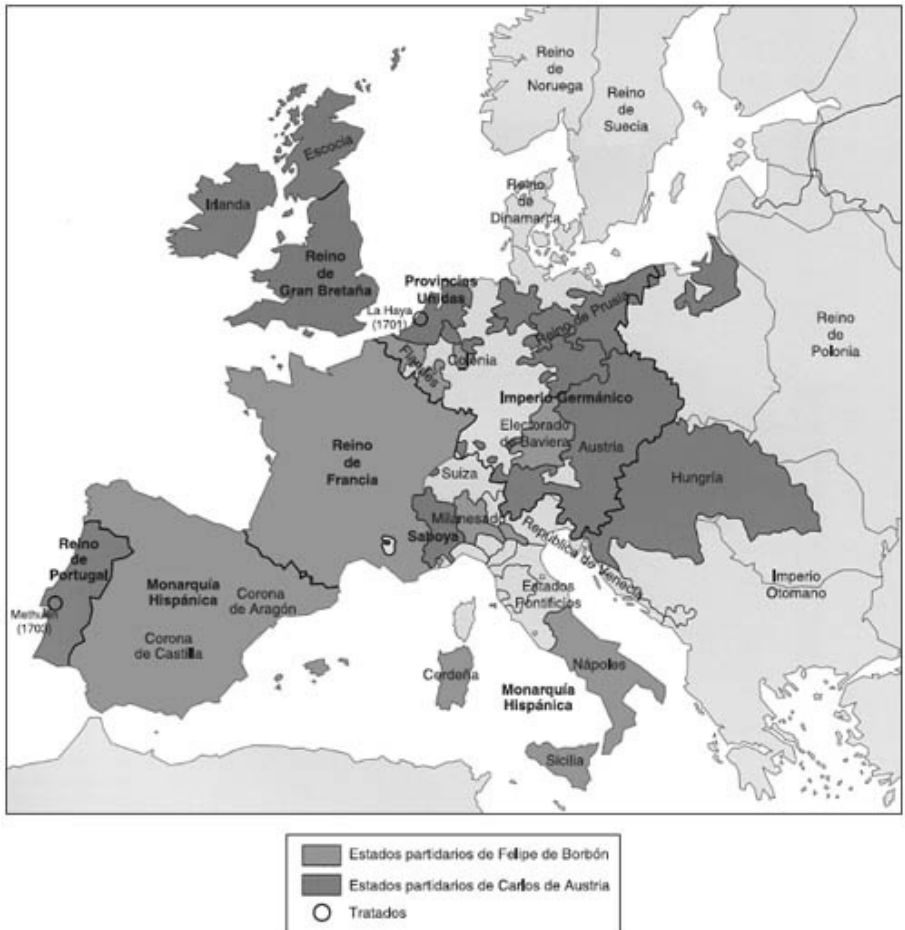 Reino
de
Noruega
Reino
de
Suecia
Escocia
Reino
de
Dinamarca
Irlanda
Reino
de
Gran Bretaña
Provincias
Unidas
La Haya
(1701)
Reino de Prusia
Reino
de
Polonia
Flandes
Colonia
Imperio Germánico
Electorado
de Baviera
Austria
Reino
de
Francia
Suiza
Hungría
Milanesado
Saboya
República de Venecia
Reino
de
Portugal
Monarquía
Hispánica
Corona
de Aragón
Estados
Pontificios
Imperio
Otomano
Methuen
(1703)
Corona
de Castilla
Cerdeña
Nápoles
Monarquía
Hispánica
Sicilia
Estados partidarios de Felipe de Borbón
Estados partidarios de Carlos de Austria
Tratados